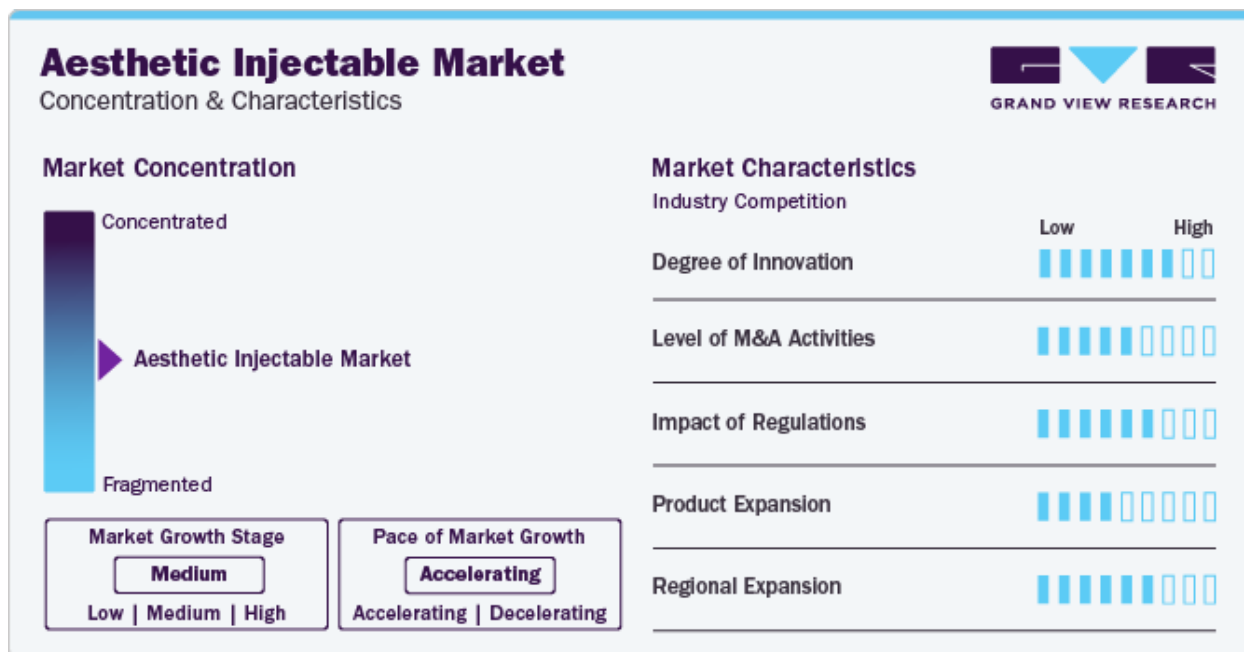 Aesthetic Injectable Market
Concentration & Characteristics
GRAND VIEW RESEARCH
Market Concentration
Concentrated
Aesthetic Injectable Market
Fragmented
Market Growth Stage
Medium
Low | Medium | High
Pace of Market Growth
Accelerating
Accelerating | Decelerating
Market Characteristics
Industry Competition
Low High
Degree of Innovation
Level of M&A Activities
Impact of Regulations
Product Expansion
Regional Expansion